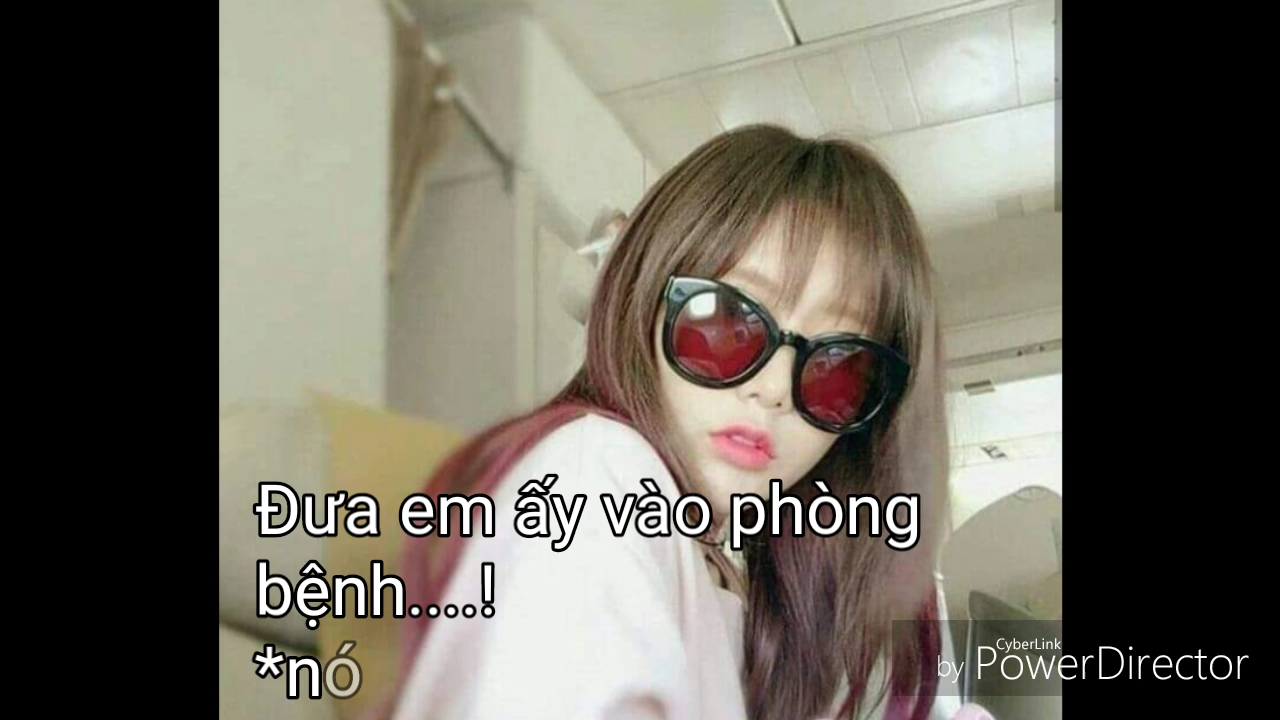 Đưa em ấy vào phòng
bệnh....!
*nó
CyberLink
by PowerDirector